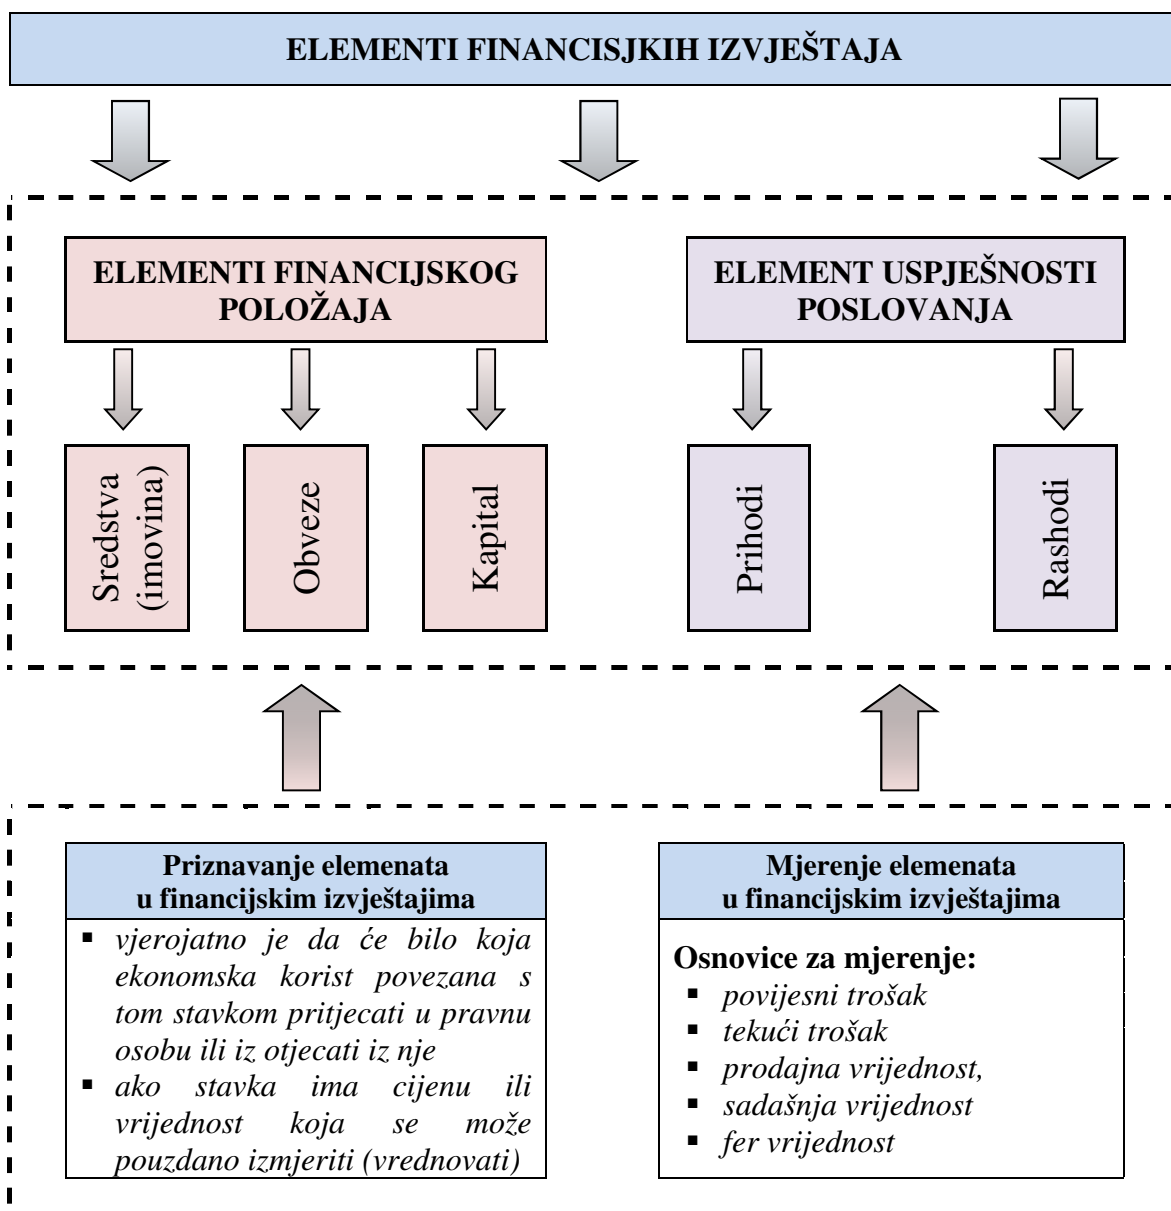 ELEMENTI FINANCISJKIH IZVJEŠTAJA
ELEMENTI FINANCIJSKOG
POLOŽAJA
ELEMENT USPJEŠNOSTI
POSLOVANJA
Sredstva
(imovina)
Obveze
Kapital
Prihodi
Rashodi
Priznavanje elemenata
u financijskim izvještajima
▪ vjerojatno je da će bilo koja
ekonomska korist povezana s
tom stavkom pritjecati u pravnu
osobu ili iz otjecati iz nje
▪ ako stavka ima cijenu ili
vrijednost koja se može
pouzdano izmjeriti (vrednovati)
Mjerenje elemenata
u financijskim izvještajima
Osnovice za mjerenje:
▪ povijesni trošak
▪ tekući trošak
▪ prodajna vrijednost,
▪ sadašnja vrijednost
▪ fer vrijednost